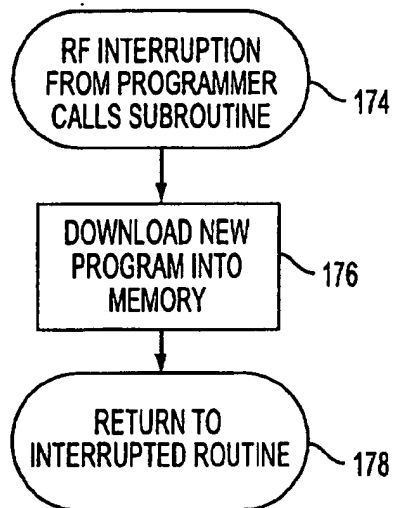 RF INTERRUPTION
FROM PROGRAMMER
CALLS SUBROUTINE
174
DOWNLOAD NEW
PROGRAM INTO
MEMORY
176
RETURN TO
INTERRUPTED ROUTINE
178